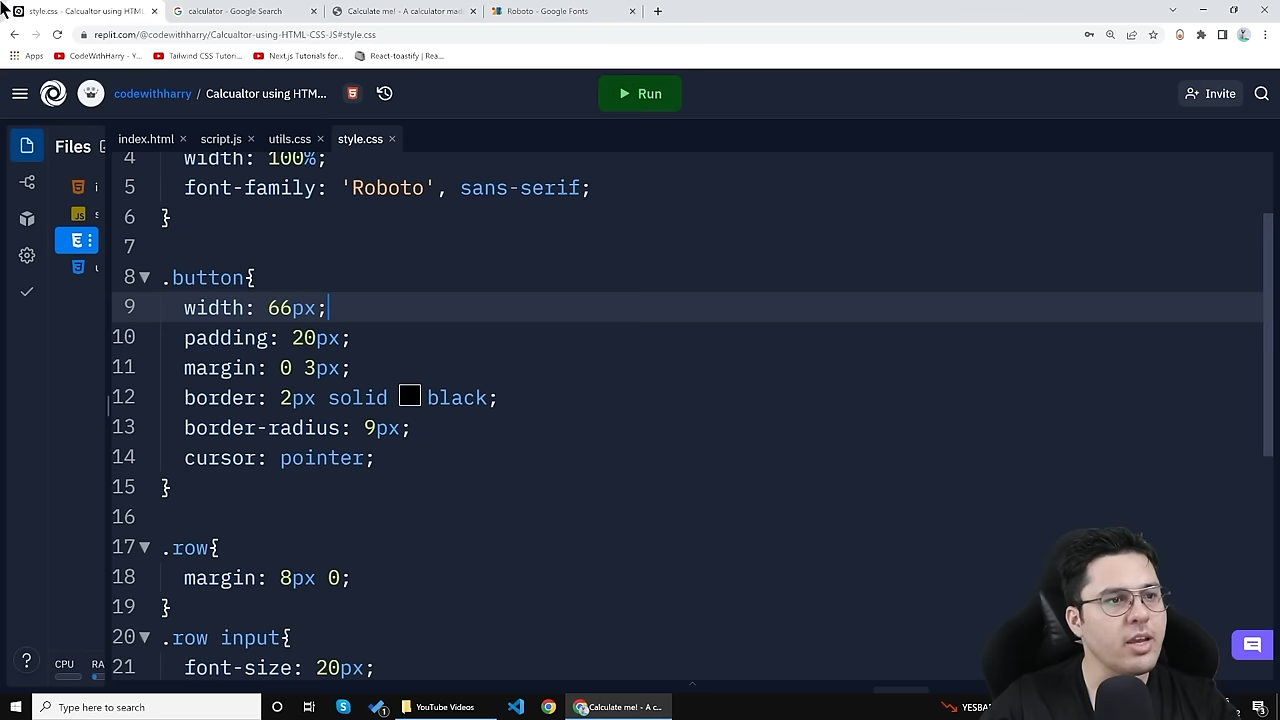 style.css - Calcualtor using HTML
calculator - Google Search
Calculate me! - A calculator mad
Roboto - Google Fonts
replit.com/@codewithharry/Calcualtor-using-HTML-CSS-JS#style.css
Apps
CodeWithHarry - Y...
Tailwind CSS Tutori...
Next.js Tutorials for...
React-toastify | Rea...
codewithharry / Calcualtor using HTM...
Run
Invite
Files
index.html
script.js
utils.css
style.css
4 width: 100%;
5 font-family: 'Roboto', sans-serif;
6 }
7
8 .button{
9 width: 66px;
10 padding: 20px;
11 margin: 0 3px;
12 border: 2px solid black;
13 border-radius: 9px;
14 cursor: pointer;
15 }
16
17 .row{
18 margin: 8px 0;
19 }
20 .row input{
21 font-size: 20px;
CPU RA
Type here to search
YouTube Videos
Calculate me! - A c...
YESBA